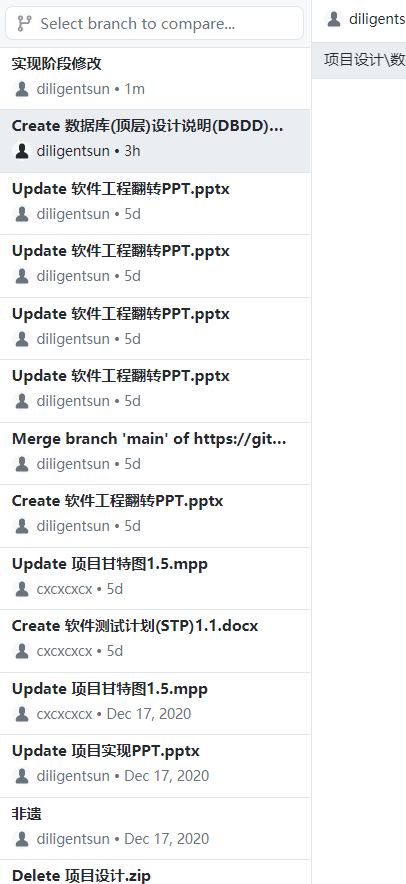 Select branch to compare...
实现阶段修改
diligentsun • 1m
Create 数据库(顶层)设计说明(DBDD)...
diligentsun • 3h
Update 软件工程翻转PPT.pptx
diligentsun • 5d
Update 软件工程翻转PPT.pptx
diligentsun • 5d
Update 软件工程翻转PPT.pptx
diligentsun • 5d
Update 软件工程翻转PPT.pptx
diligentsun • 5d
Merge branch 'main' of https://git...
diligentsun • 5d
Create 软件工程翻转PPT.pptx
diligentsun • 5d
Update 项目甘特图1.5.mpp
cxcxcxcx • 5d
Create 软件测试计划(STP)1.1.docx
cxcxcxcx • 5d
Update 项目甘特图1.5.mpp
cxcxcxcx • Dec 17, 2020
Update 项目实现PPT.pptx
diligentsun • Dec 17, 2020
非遗
diligentsun • Dec 17, 2020
Delete 项目设计.zip
diligents
项目设计\数